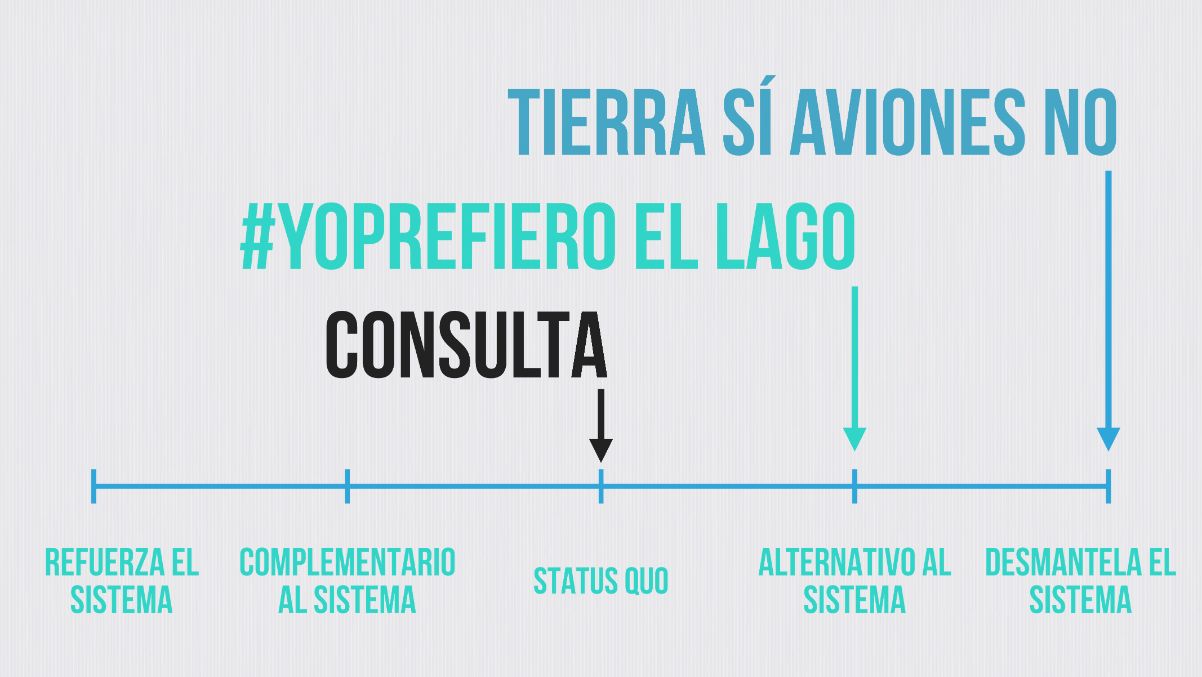 TIERRA SÍ AVIONES NO
#YOPREFIERO EL LAGO
CONSULTA
REFUERZA EL
SISTEMA
COMPLEMENTARIO
AL SISTEMA
STATUS QUO
ALTERNATIVO AL
SISTEMA
DESMANTELA EL
SISTEMA